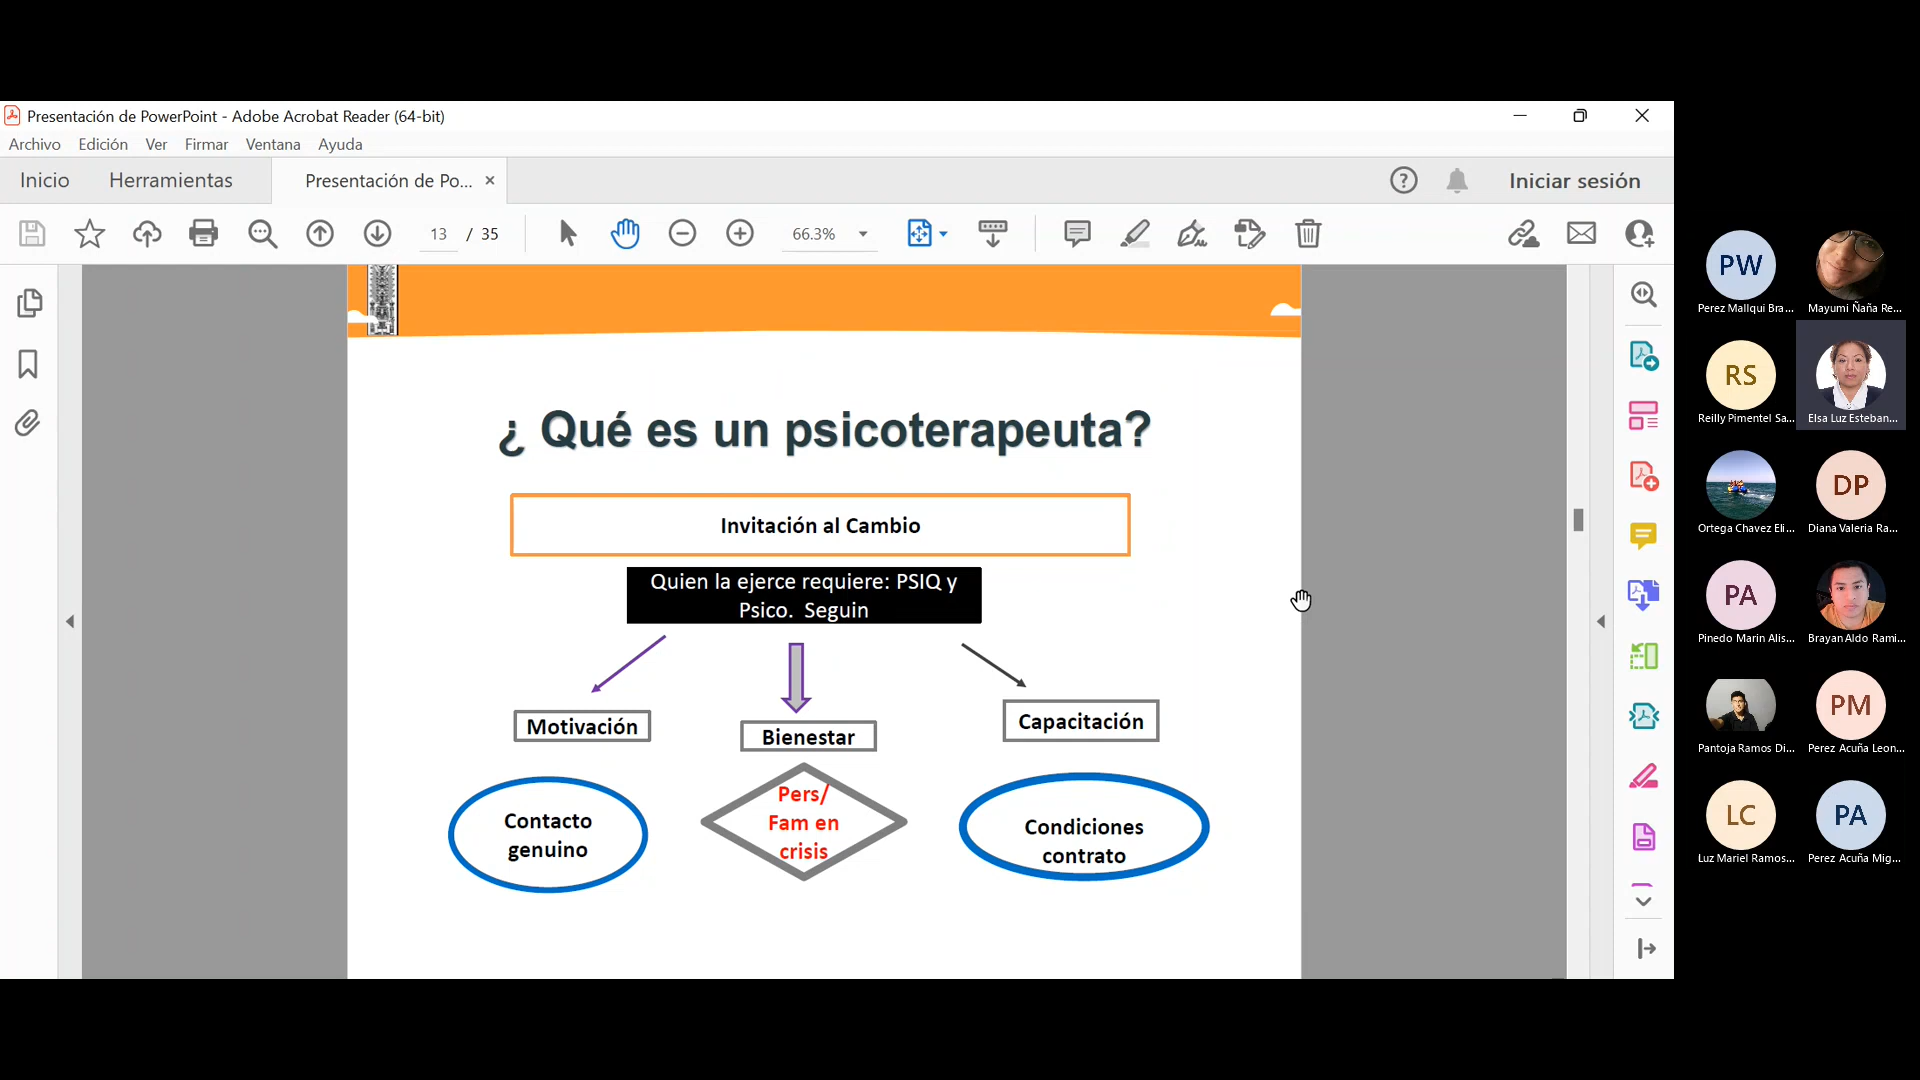 Presentación de PowerPoint - Adobe Acrobat Reader (64-bit)
Archivo Edición Ver Firmar Ventana Ayuda
Inicio Herramientas Presentación de Po... × Iniciar sesión
13 / 35 66.3%
¿ Qué es un psicoterapeuta?
Invitación al Cambio
Quien la ejerce requiere: PSIQ y
Psico. Seguin
Motivación
Bienestar
Capacitación
Contacto
genuino
Pers/
Fam en
crisis
Condiciones
contrato
PW
Perez Mallqui Bra...
Mayumi Ñaña Re...
RS
Reilly Pimentel Sa...
Elsa Luz Esteban...
Ortega Chavez Eli...
DP
Diana Valeria Ra...
PA
Pinedo Marin Alis...
Brayan Aldo Rami...
Pantoja Ramos Di...
PM
Perez Acuña Leon...
LC
Luz Mariel Ramos...
PA
Perez Acuña Mig...